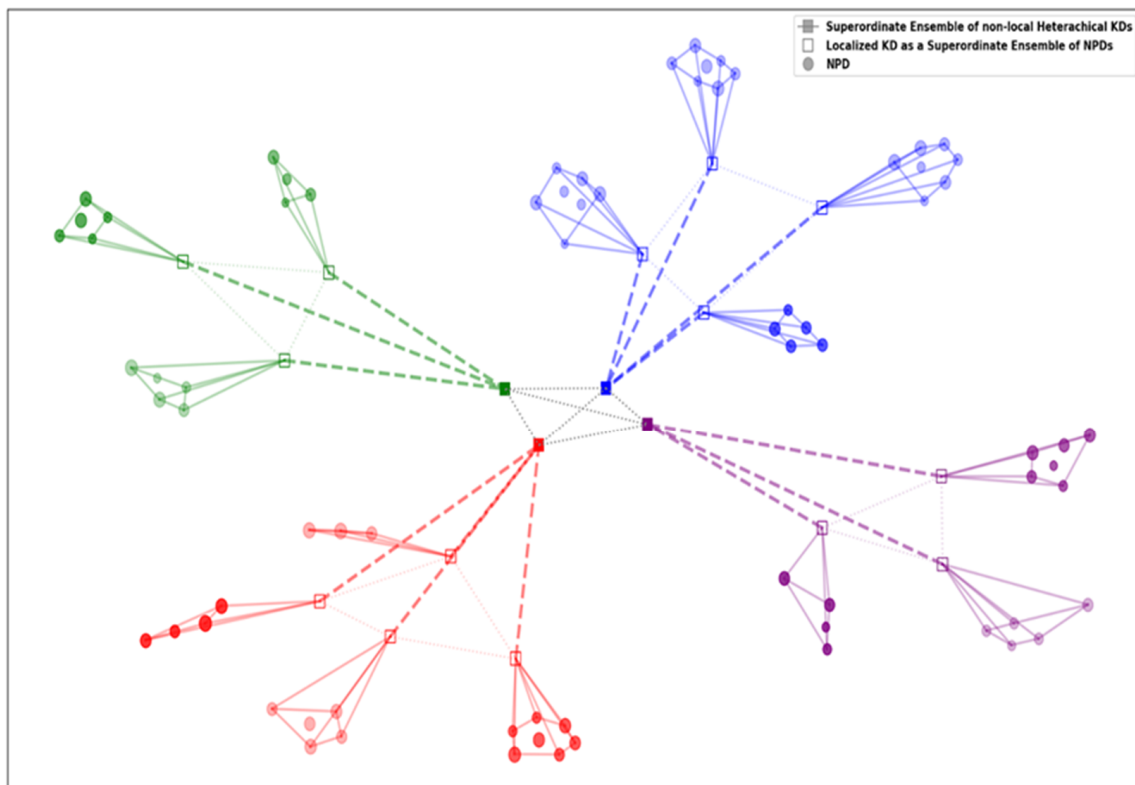 Superordinate Ensemble of non-local Heterachical KDs
Localized KD as a Superordinate Ensemble of NPDs
NPD